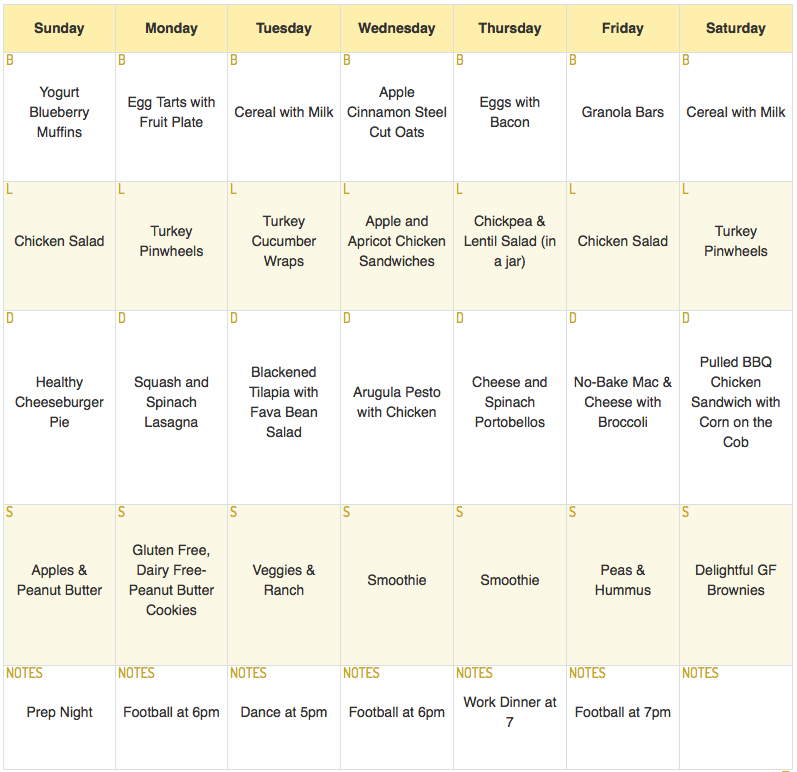 Sunday Monday Tuesday Wednesday Thursday Friday Saturday
B B B B B B B
Yogurt
Blueberry
Muffins
Egg Tarts with
Fruit Plate
Cereal with Milk
Apple
Cinnamon Steel
Cut Oats
Eggs with
Bacon
Granola Bars
Cereal with Milk
L L L L L L L
Chicken Salad
Turkey
Pinwheels
Turkey
Cucumber
Wraps
Apple and
Apricot Chicken
Sandwiches
Chickpea &
Lentil Salad (in
a jar)
Chicken Salad
Turkey
Pinwheels
D D D D D D D
Healthy
Cheeseburger
Pie
Squash and
Spinach
Lasagna
Blackened
Tilapia with
Fava Bean
Salad
Arugula Pesto
with Chicken
Cheese and
Spinach
Portobellos
No-Bake Mac &
Cheese with
Broccoli
Pulled BBQ
Chicken
Sandwich with
Corn on the
Cob
S S S S S S S
Apples &
Peanut Butter
Gluten Free,
Dairy Free-
Peanut Butter
Cookies
Veggies &
Ranch
Smoothie
Smoothie
Peas &
Hummus
Delightful GF
Brownies
NOTES NOTES NOTES NOTES NOTES NOTES NOTES
Prep Night
Football at 6pm
Dance at 5pm
Football at 6pm
Work Dinner at
7
Football at 7pm